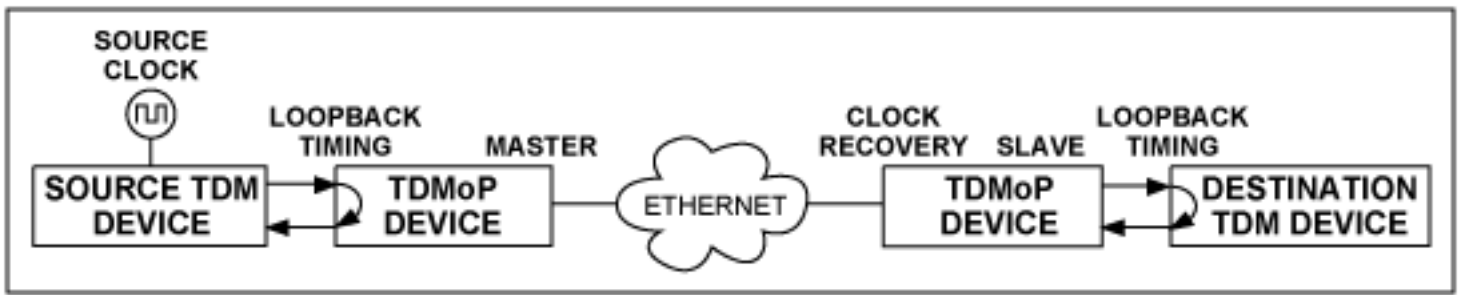 SOURCE
CLOCK
LOOPBACK
TIMING
MASTER
CLOCK
RECOVERY
SLAVE
LOOPBACK
TIMING
SOURCE TDM
DEVICE
TDMoP
DEVICE
ETHERNET
TDMoP
DEVICE
DESTINATION
TDM DEVICE